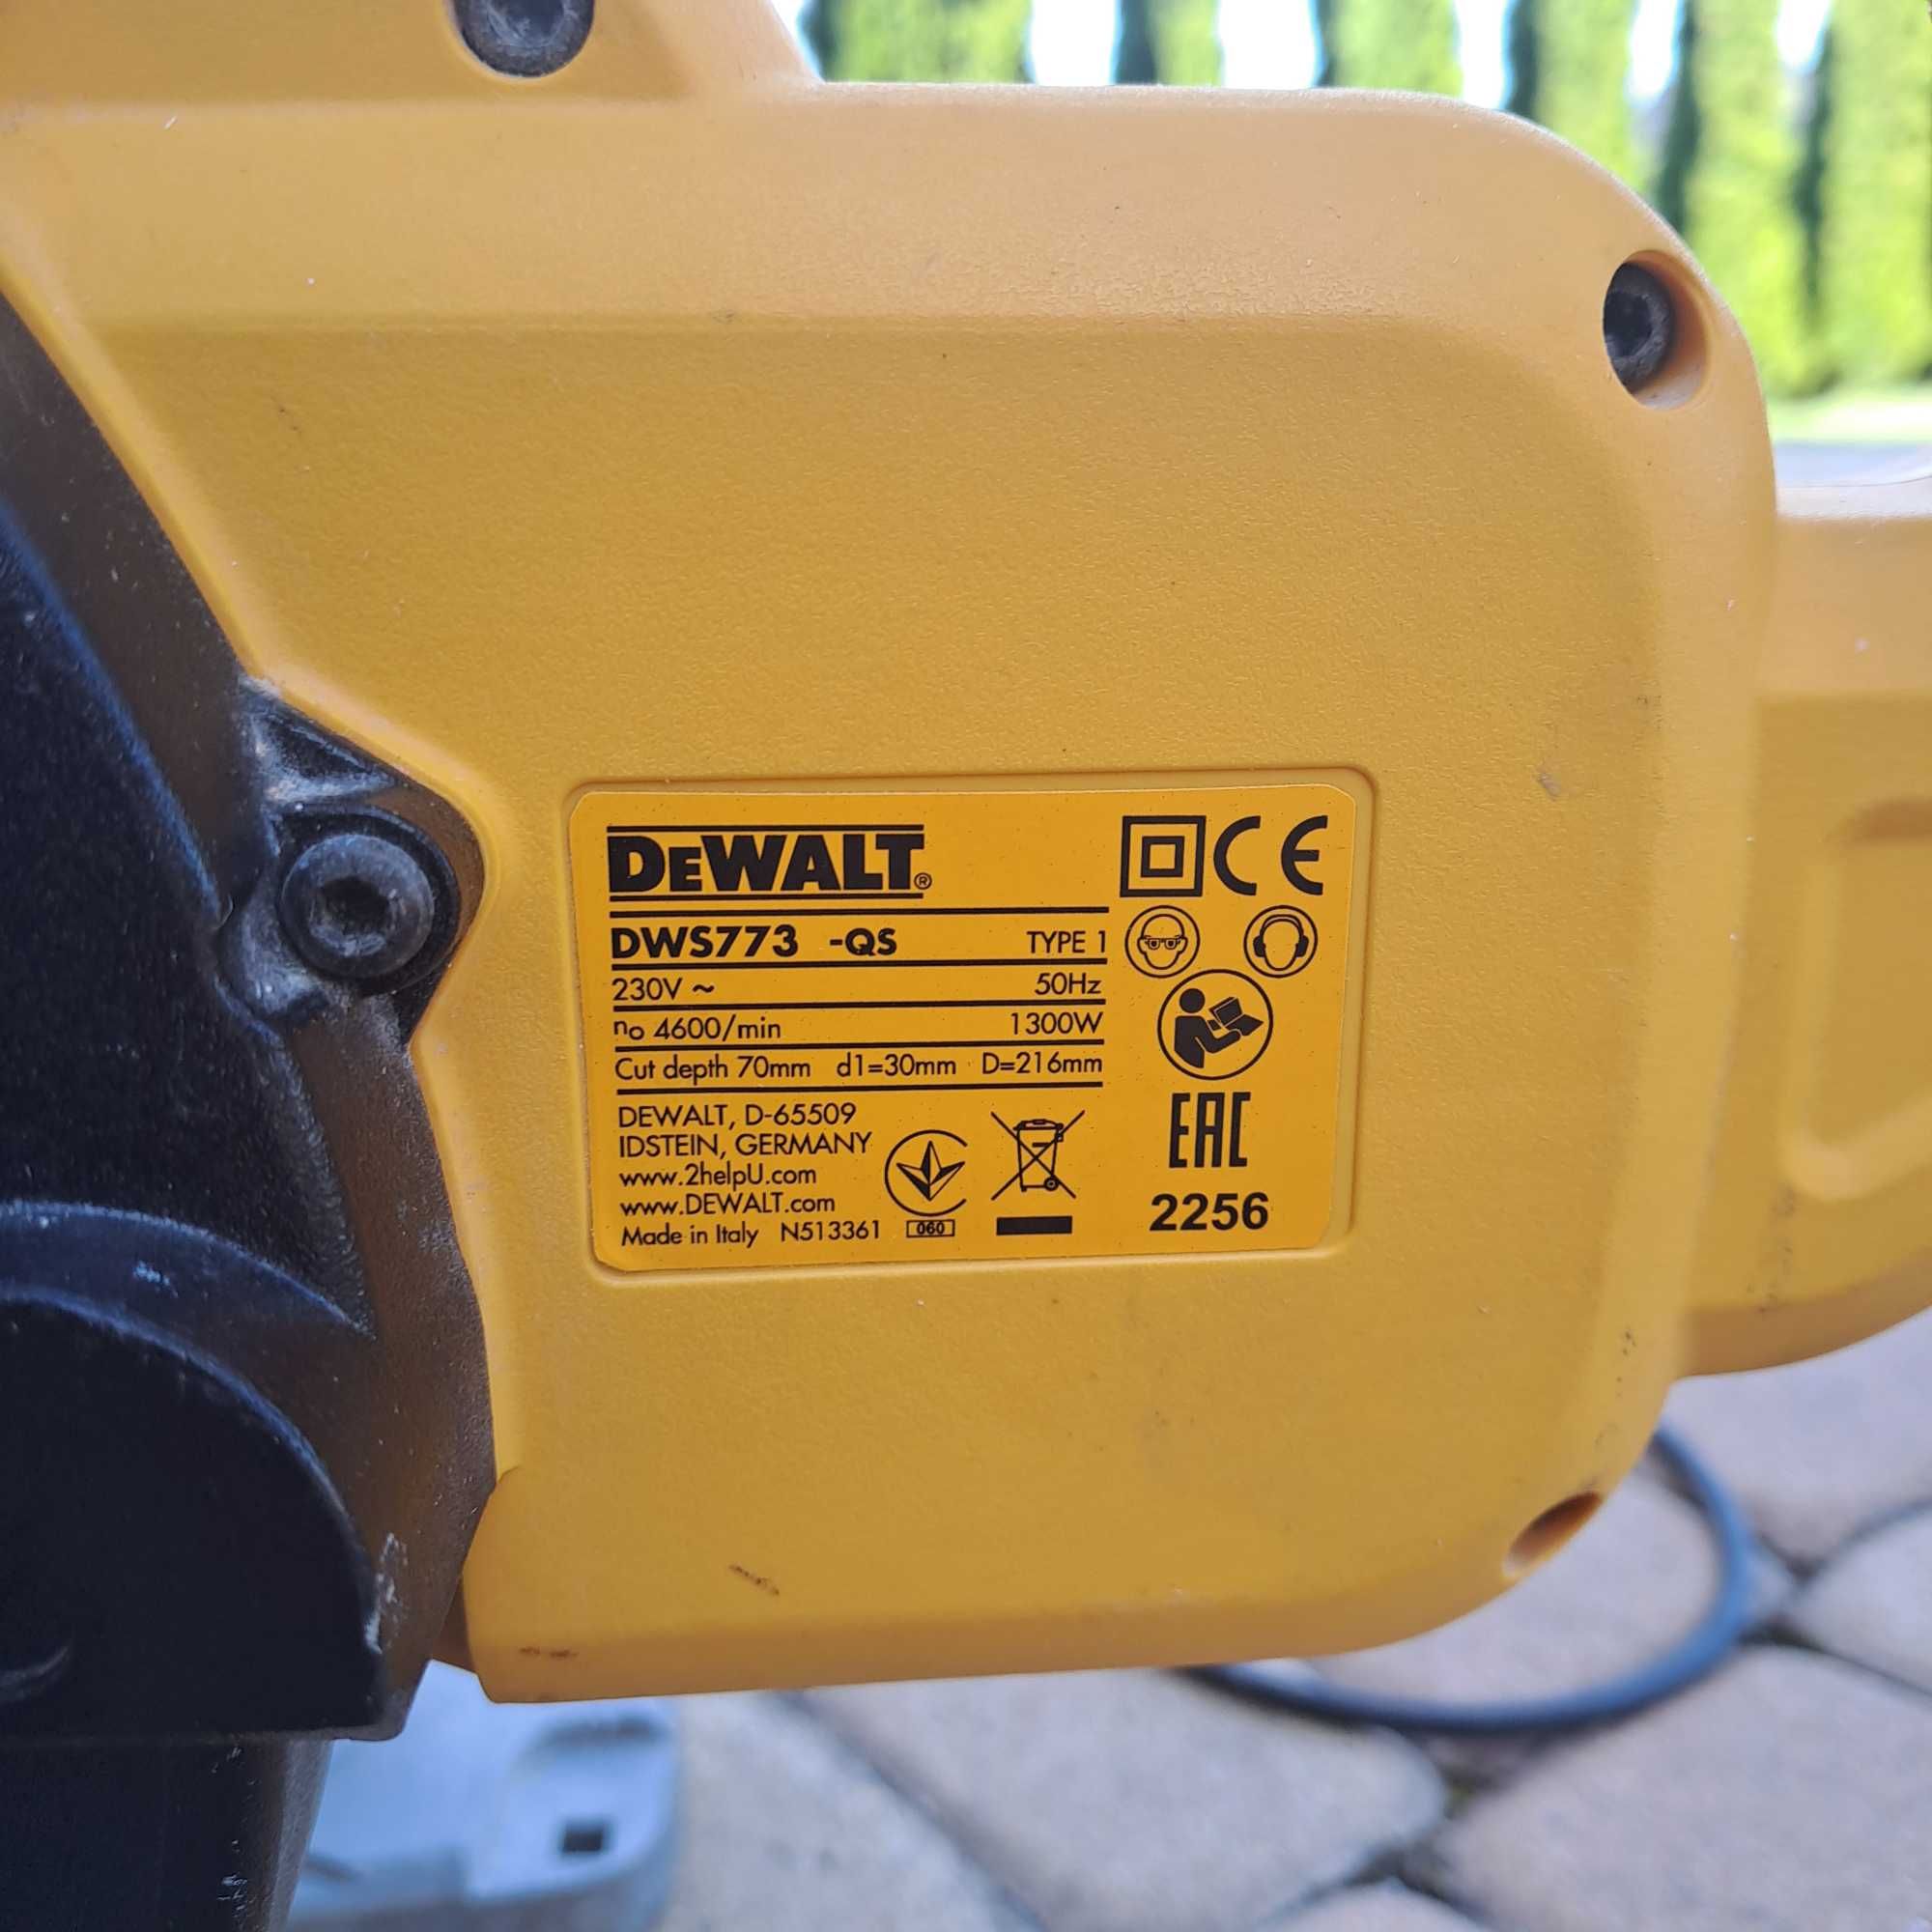 DEWALT®
DWS773 -QS TYPE 1
230V ~ 50Hz
no 4600/min 1300W
Cut depth 70mm d1=30mm D=216mm
DEWALT, D-65509
IDSTEIN, GERMANY
www.2helpU.com
www.DEWALT.com
Made in Italy N513361 060
CE
EAC
2256